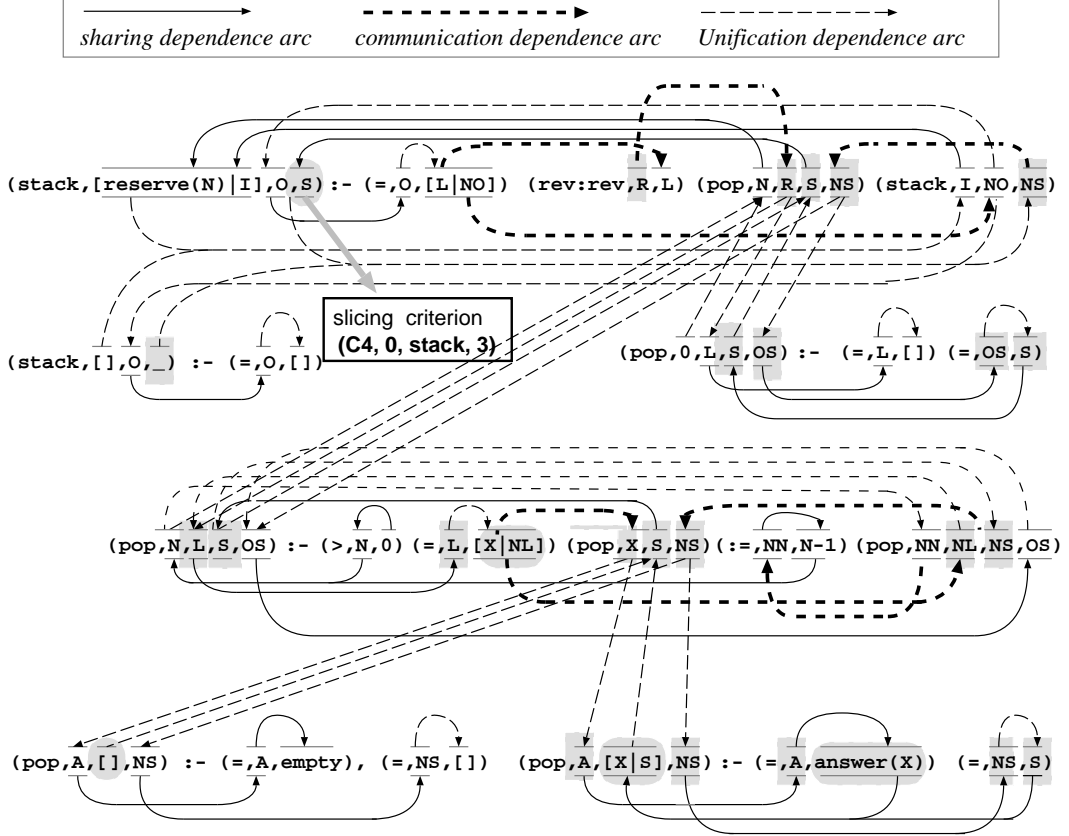 sharing dependence arc communication dependence arc Unification dependence arc
(stack,[reserve(N)|I],O,S):- (=,O,[L|NO]) (rev:rev,R,L) (pop,N,R,S,NS) (stack,I,NO,NS)
slicing criterion
(C4, 0, stack, 3)
(stack,[],O,_) :- (=,O,[]) (pop,0,L,S,OS) :- (=,L,[]) (=,OS,S)
(pop,N,L,S,OS) :- (>,N,0) (=,L,[X|NL]) (pop,X,S,NS)(:=,NN,N-1) (pop,NN,NL,NS,OS)
(pop,A,[],NS) :- (=,A,empty), (=,NS,[]) (pop,A,[X|S],NS) :- (=,A,answer(X)) (=,NS,S)